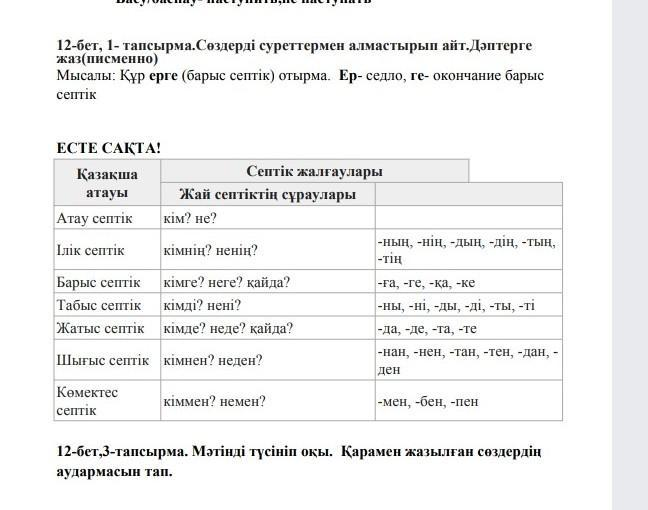 Басу/баспау- наступить,не наступать
12-бет, 1- тапсырма.Сөздерді суреттермен алмастырып айт.Дәптерге
жаз(письменно)
Мысалы: Құр ерге (барыс септік) отырма. Ер- седло, ге- окончание барыс
септік
ЕСТЕ САҚТА!
Қазақша
атауы
Септік жалғаулары
Жай септіктің сұраулары
Атау септік кім? не?
Ілік септік кімнің? ненің? -ның, -нің, -дың, -дің, -тың,
-тің
Барыс септік кімге? неге? қайда? -ға, -ге, -қа, -ке
Табыс септік кімді? нені? -ны, -ні, -ды, -ді, -ты, -ті
Жатыс септік кімде? неде? қайда? -да, -де, -та, -те
Шығыс септік кімнен? неден? -нан, -нен, -тан, -тен, -дан, -
ден
Көмектес
септік
кіммен? немен? -мен, -бен, -пен
12-бет,3-тапсырма. Мәтінді түсініп оқы. Қарамен жазылған сөздердің
аудармасын тап.